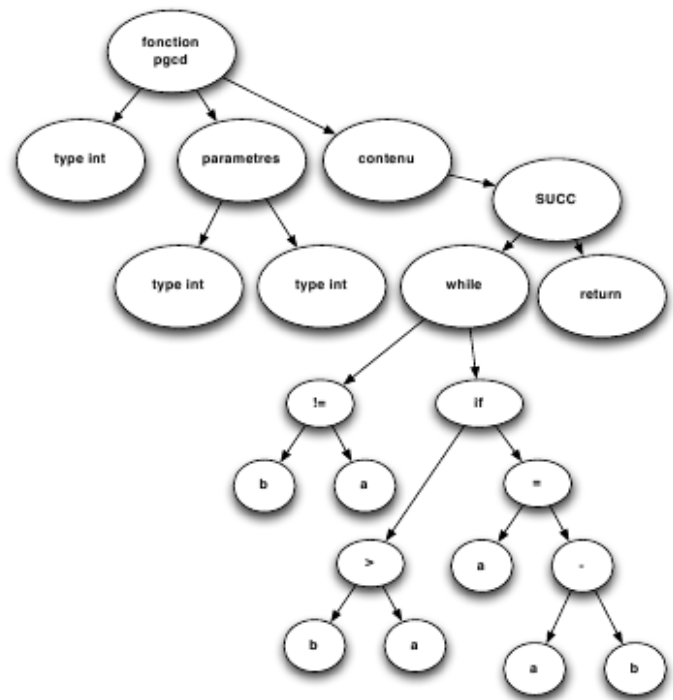 fonction
pgcd
type int
parametres
contenu
SUCC
type int
type int
while
return
!=
if
b
a
=
>
a
-
b
a
a
b